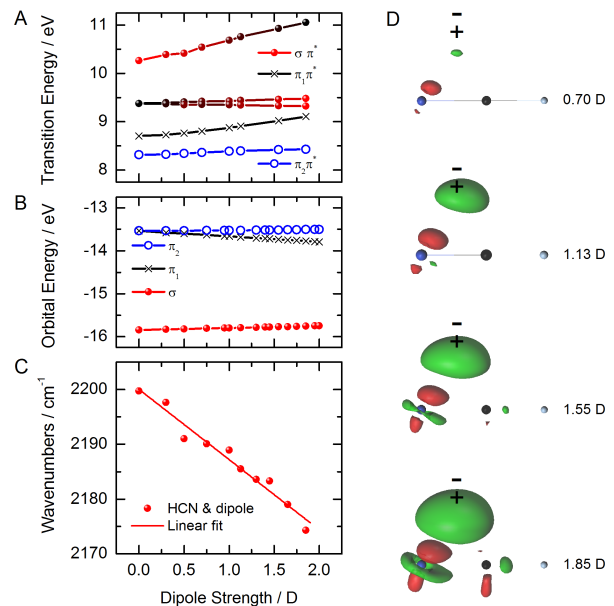 A
Transition Energy / eV
11
10
9
8
σ π*
π₁π*
π₂π*
B
Orbital Energy / eV
-13
-14
-15
-16
π₂
π₁
σ
C
Wavenumbers / cm⁻¹
2200
2190
2180
2170
HCN & dipole
Linear fit
0.0 0.5 1.0 1.5 2.0
Dipole Strength / D
D
-
+
0.70 D
-
+
1.13 D
-
+
1.55 D
-
+
1.85 D